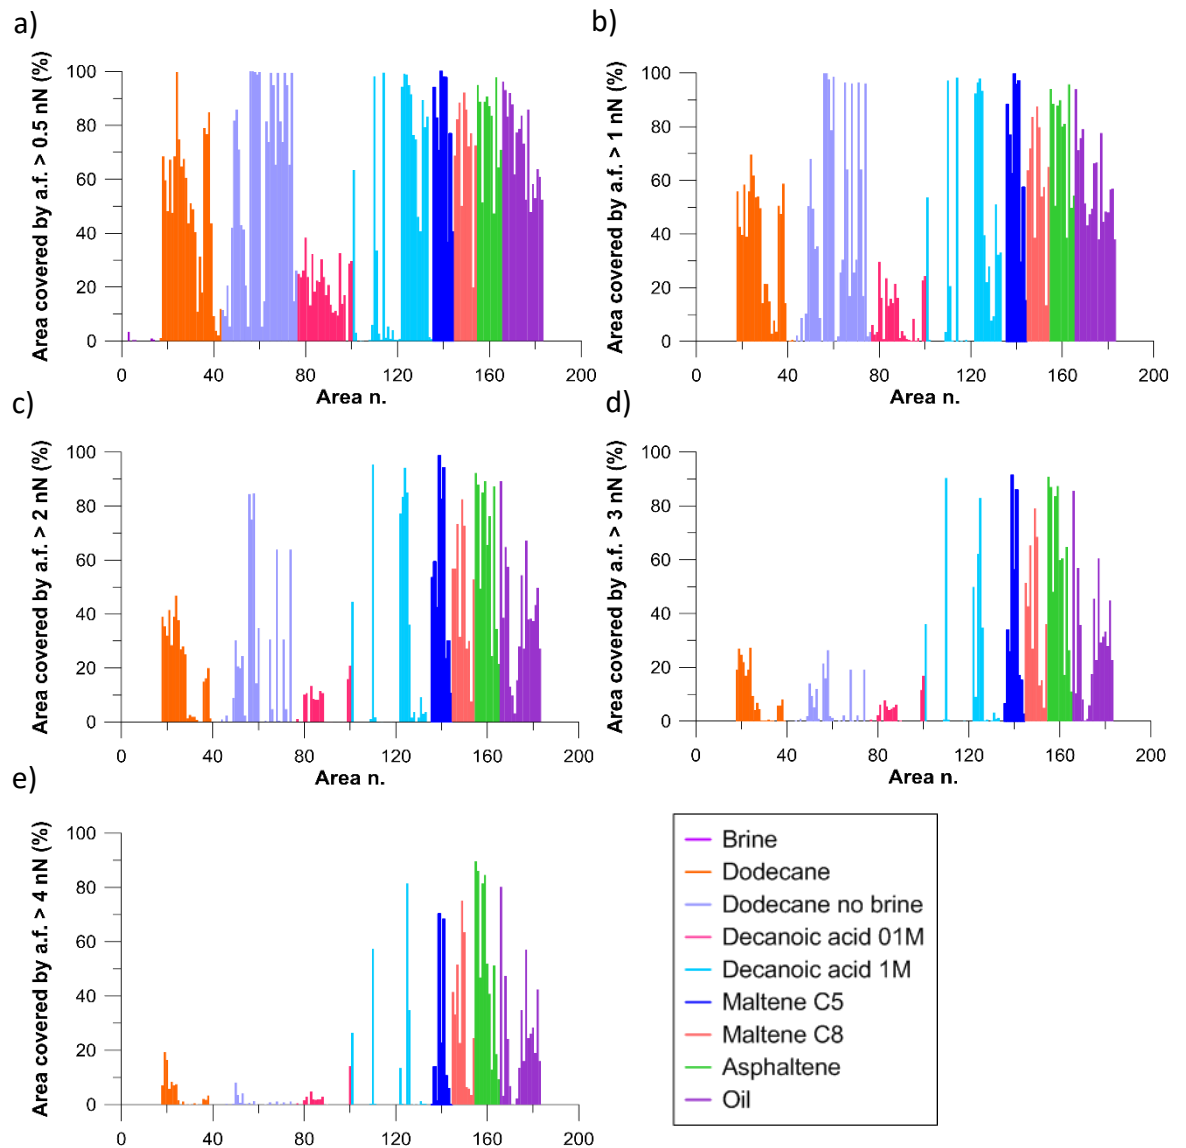 a)
Area covered by a.f. > 0.5 nN (%)
100
80
60
40
20
0
0 40 80 120 160 200
Area n.
b)
Area covered by a.f. > 1 nN (%)
100
80
60
40
20
0
0 40 80 120 160 200
Area n.
c)
Area covered by a.f. > 2 nN (%)
100
80
60
40
20
0
0 40 80 120 160 200
Area n.
d)
Area covered by a.f. > 3 nN (%)
100
80
60
40
20
0
0 40 80 120 160 200
Area n.
e)
Area covered by a.f. > 4 nN (%)
100
80
60
40
20
0
0 40 80 120 160 200
Brine
Dodecane
Dodecane no brine
Decanoic acid 01M
Decanoic acid 1M
Maltene C5
Maltene C8
Asphaltene
Oil